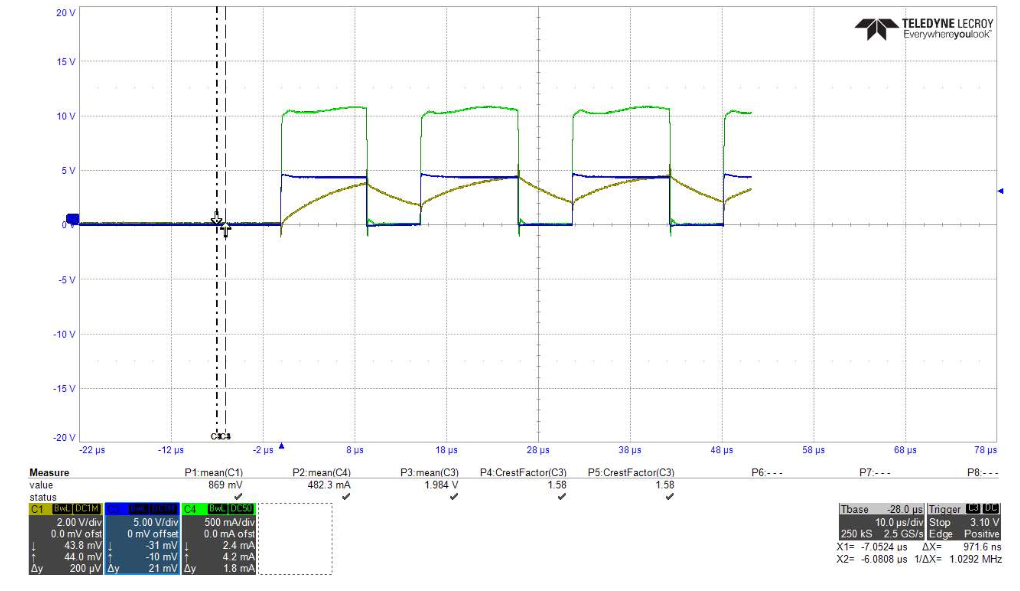 20 V
TELEDYNE LECROY
Everywhereyoulook™
15 V
10 V
5 V
0 V
-5 V
-10 V
-15 V
-20 V
-22 µs -12 µs -2 µs 8 µs 18 µs 28 µs 38 µs 48 µs 58 µs 68 µs 78 µs
Measure P1:mean(C1) P2:mean(C4) P3:mean(C3) P4:CrestFactor(C3) P5:CrestFactor(C3) P6:--- P7:--- P8:---
value 869 mV 482.3 mA 1.984 V 1.58 1.58
status
C1 BwL DC1M C4 BwL DC50 Tbase -28.0 µs Trigger C3 DC
2.00 V/div 5.00 V/div 500 mA/div 10.0 µs/div Stop 3.10 V
0.0 mV ofst 0 mV offset 0.0 mA ofst 250 kS 2.5 GS/s Edge Positive
↓ 43.8 mV -31 mV ↓ 2.4 mA X1= -7.0524 µs ΔX= 971.6 ns
↑ 44.0 mV -10 mV ↑ 4.2 mA X2= -6.0808 µs 1/ΔX= 1.0292 MHz
Δy 200 µV Δy 21 mV Δy 1.8 mA